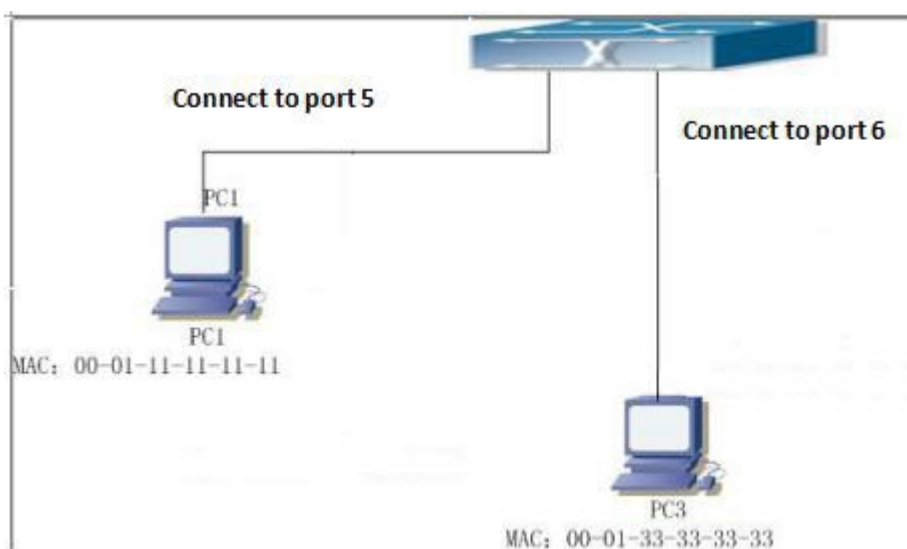 Connect to port 5
Connect to port 6
PC1
PC1
MAC: 00-01-11-11-11-11
PC3
MAC: 00-01-33-33-33-33